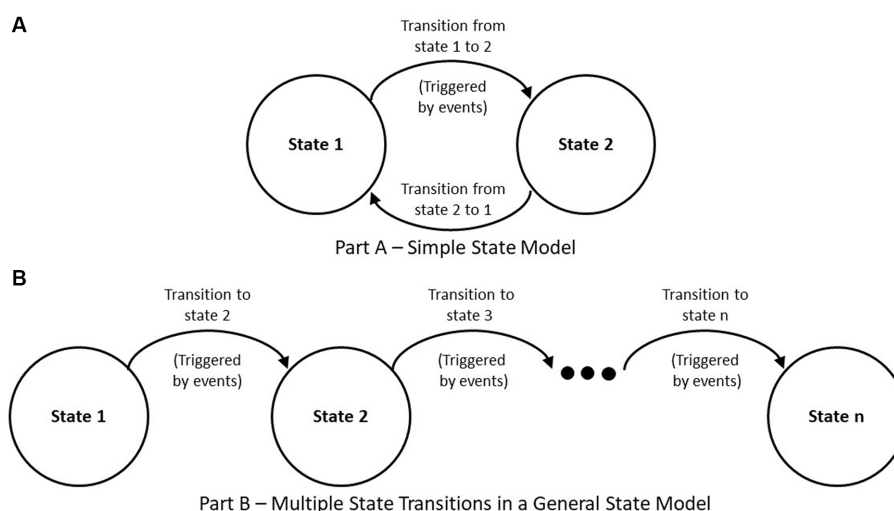 A
Transition from
state 1 to 2
(Triggered
by events)
State 1
State 2
Transition from
state 2 to 1
Part A – Simple State Model
B
Transition to
state 2
(Triggered
by events)
Transition to
state 3
(Triggered
by events)
Transition to
state n
(Triggered
by events)
State 1
State 2
State n
Part B – Multiple State Transitions in a General State Model